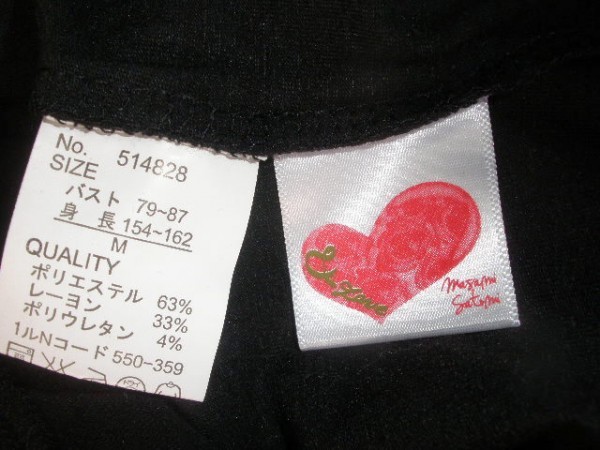 No. 514828
SIZE
バスト 79~87
身 長 154~162
M
QUALITY
ポリエステル 63%
レーヨン 33%
ポリウレタン 4%
1ルNコード 550-359
masami
Satomi